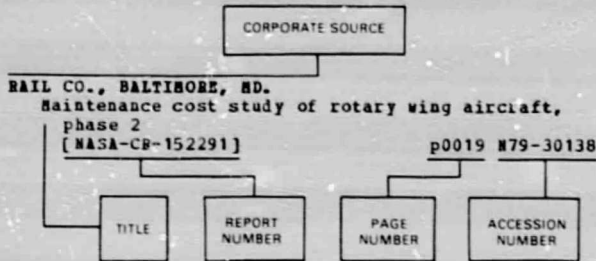 CORPORATE SOURCE
RAIL CO., BALTIMORE, MD.
Maintenance cost study of rotary wing aircraft,
phase 2
[NASA-CR-152291] p0019 N79-30138
TITLE
REPORT
NUMBER
PAGE
NUMBER
ACCESSION
NUMBER